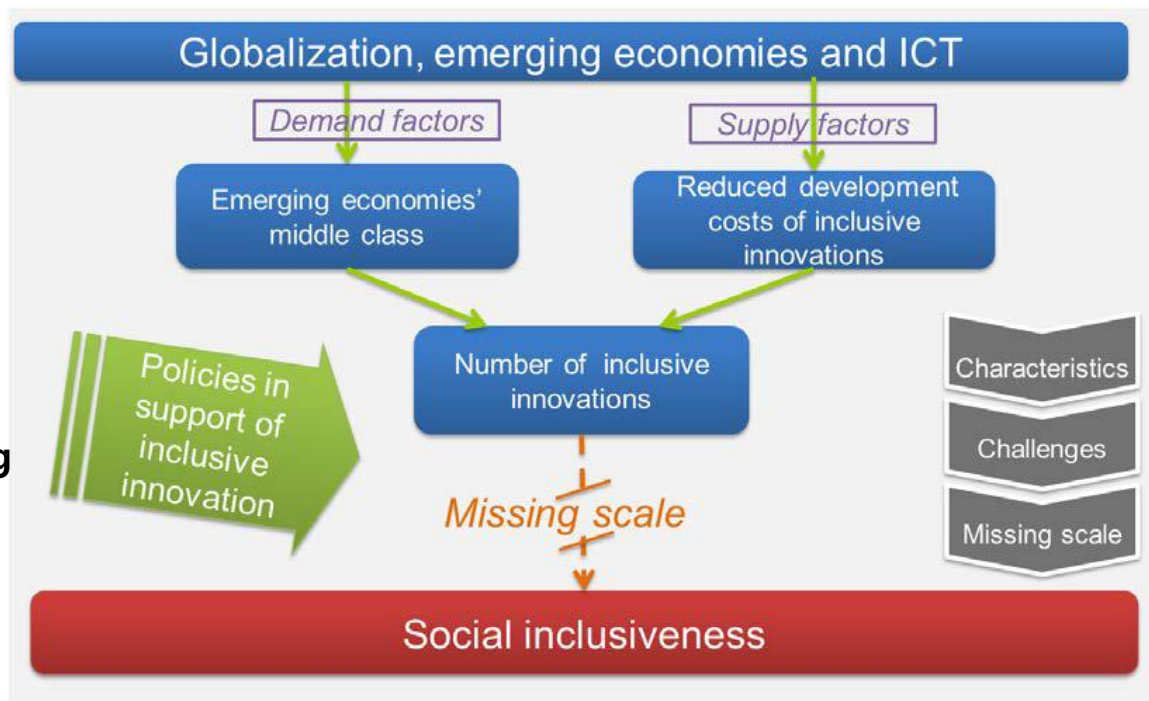 Globalization, emerging economies and ICT
Demand factors
Supply factors
Emerging economies'
middle class
Reduced development
costs of inclusive
innovations
Number of inclusive
innovations
Policies in
support of
inclusive
innovation
g
Characteristics
Challenges
Missing scale
Missing scale
Social inclusiveness